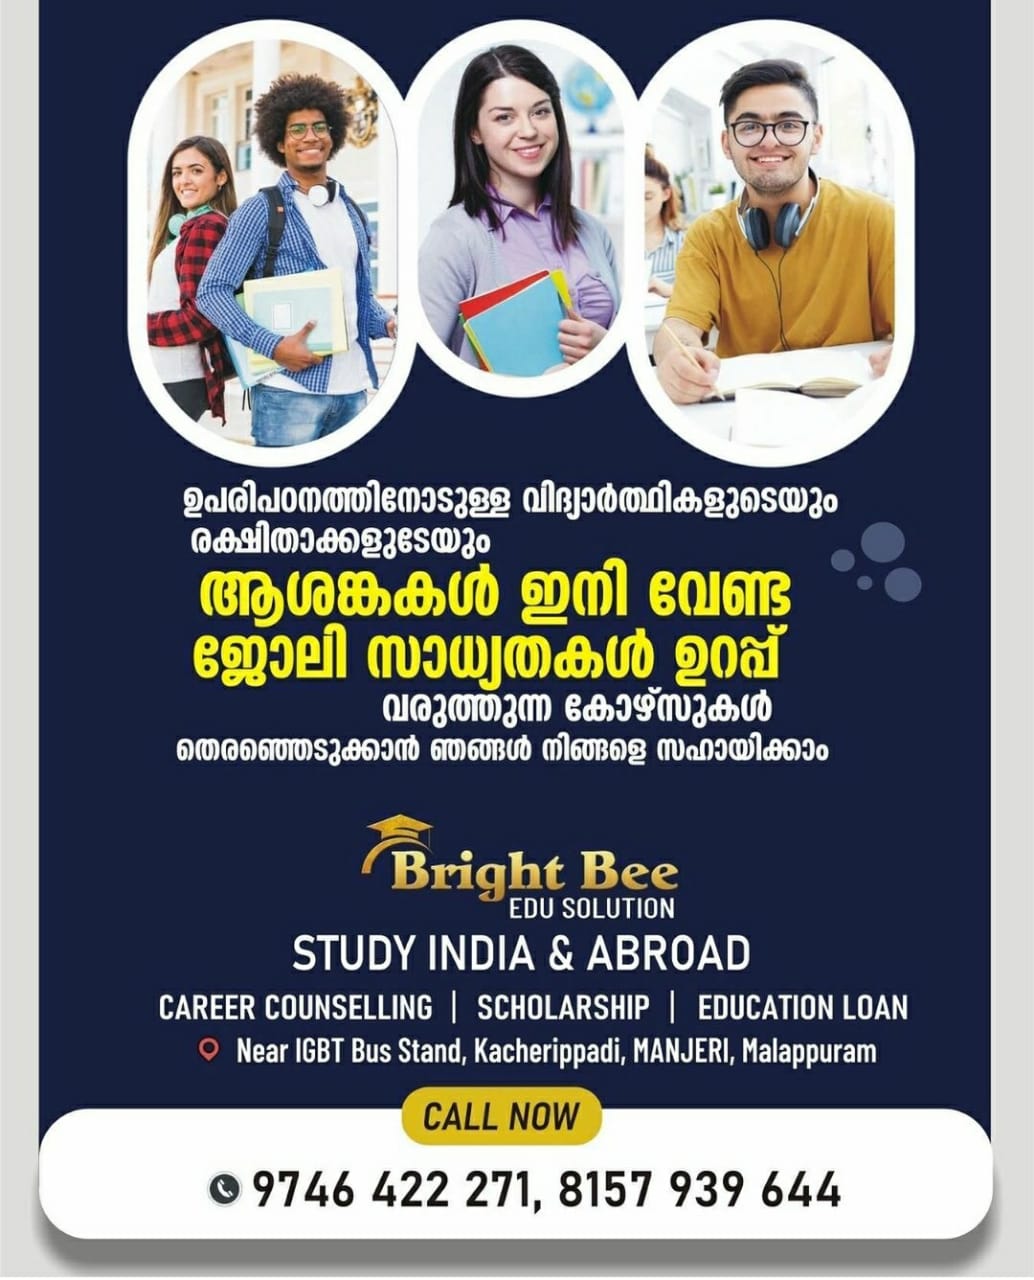 ഉപരിപഠനത്തിനോടുള്ള വിദ്യാർത്ഥികളുടെയും
രക്ഷിതാക്കളുടേയും
ആശങ്കകൾ ഇനി വേണ്ട
ജോലി സാധ്യതകൾ ഉറപ്പ്
വരുത്തുന്ന കോഴ്സുകൾ
തെരഞ്ഞെടുക്കാൻ ഞങ്ങൾ നിങ്ങളെ സഹായിക്കാം
Bright Bee
EDU SOLUTION
STUDY INDIA & ABROAD
CAREER COUNSELLING | SCHOLARSHIP | EDUCATION LOAN
Near IGBT Bus Stand, Kacherippadi, MANJERI, Malappuram
CALL NOW
9746 422 271, 8157 939 644